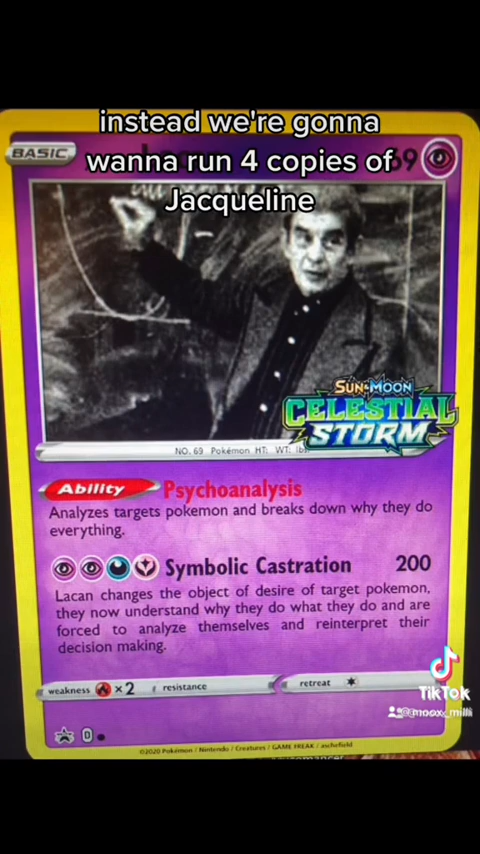 instead we're gonna
wanna run 4 copies of
Jacqueline
BASIC
69
SUN & MOON
CELESTIAL
STORM
NO. 69 Pokémon HT: WT: lbs
Ability Psychoanalysis
Analyzes targets pokemon and breaks down why they do
everything.
Symbolic Castration 200
Lacan changes the object of desire of target pokemon,
they now understand why they do what they do and are
forced to analyze themselves and reinterpret their
decision making.
weakness ×2 resistance
retreat
TikTok
@moox_milli
D
©2020 Pokémon / Nintendo / Creatures / GAME FREAK / aschefield